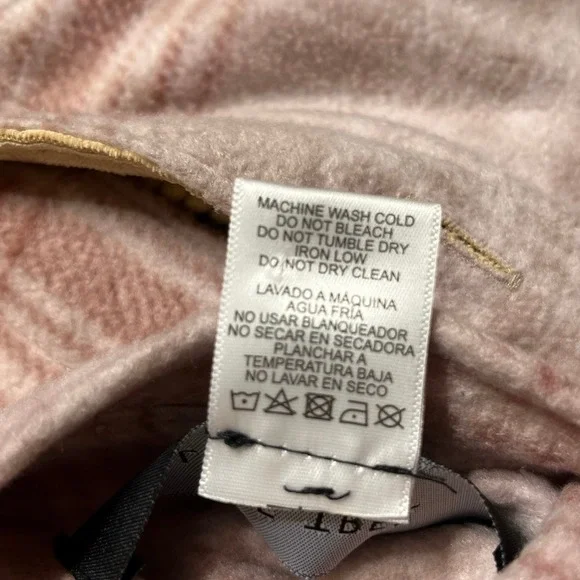 MACHINE WASH COLD
DO NOT BLEACH
DO NOT TUMBLE DRY
IRON LOW
DO NOT DRY CLEAN
LAVADO A MÁQUINA
AGUA FRÍA
NO USAR BLANQUEADOR
NO SECAR EN SECADORA
PLANCHAR A
TEMPERATURA BAJA
NO LAVAR EN SECO